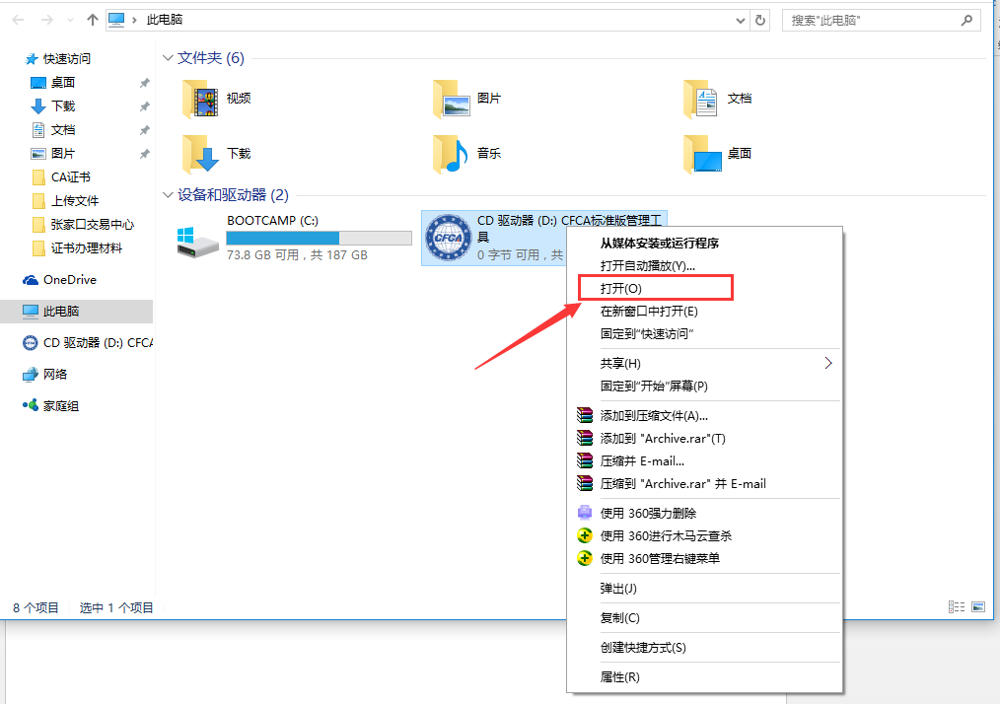 此电脑
搜索"此电脑"
快速访问
桌面
下载
文档
图片
CA证书
上传文件
张家口交易中心
证书办理材料
OneDrive
此电脑
CD 驱动器 (D:) CFCA
网络
家庭组
文件夹 (6)
视频
图片
文档
下载
音乐
桌面
设备和驱动器 (2)
BOOTCAMP (C:)
73.8 GB 可用，共 187 GB
CFCA
CD 驱动器 (D:) CFCA标准版管理工
具
0 字节 可用，共
从媒体安装或运行程序
打开自动播放(Y)...
打开(O)
在新窗口中打开(E)
固定到"快速访问"
共享(H)
固定到"开始"屏幕(P)
添加到压缩文件(A)...
添加到 "Archive.rar"(T)
压缩并 E-mail...
压缩到 "Archive.rar" 并 E-mail
使用 360强力删除
使用 360进行木马云查杀
使用 360管理右键菜单
弹出(J)
复制(C)
创建快捷方式(S)
属性(R)
8 个项目
选中 1 个项目